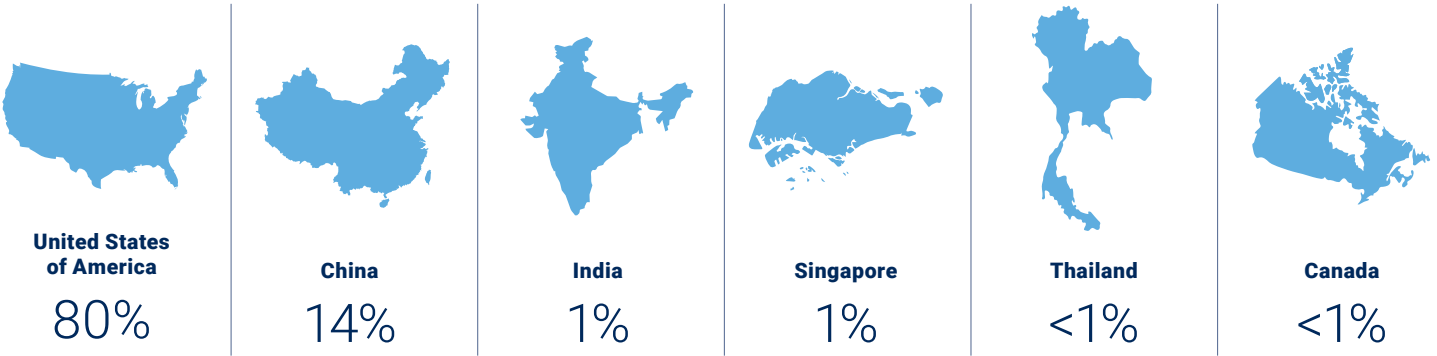 United States
of America
80%
China
14%
India
1%
Singapore
1%
Thailand
<1%
Canada
<1%